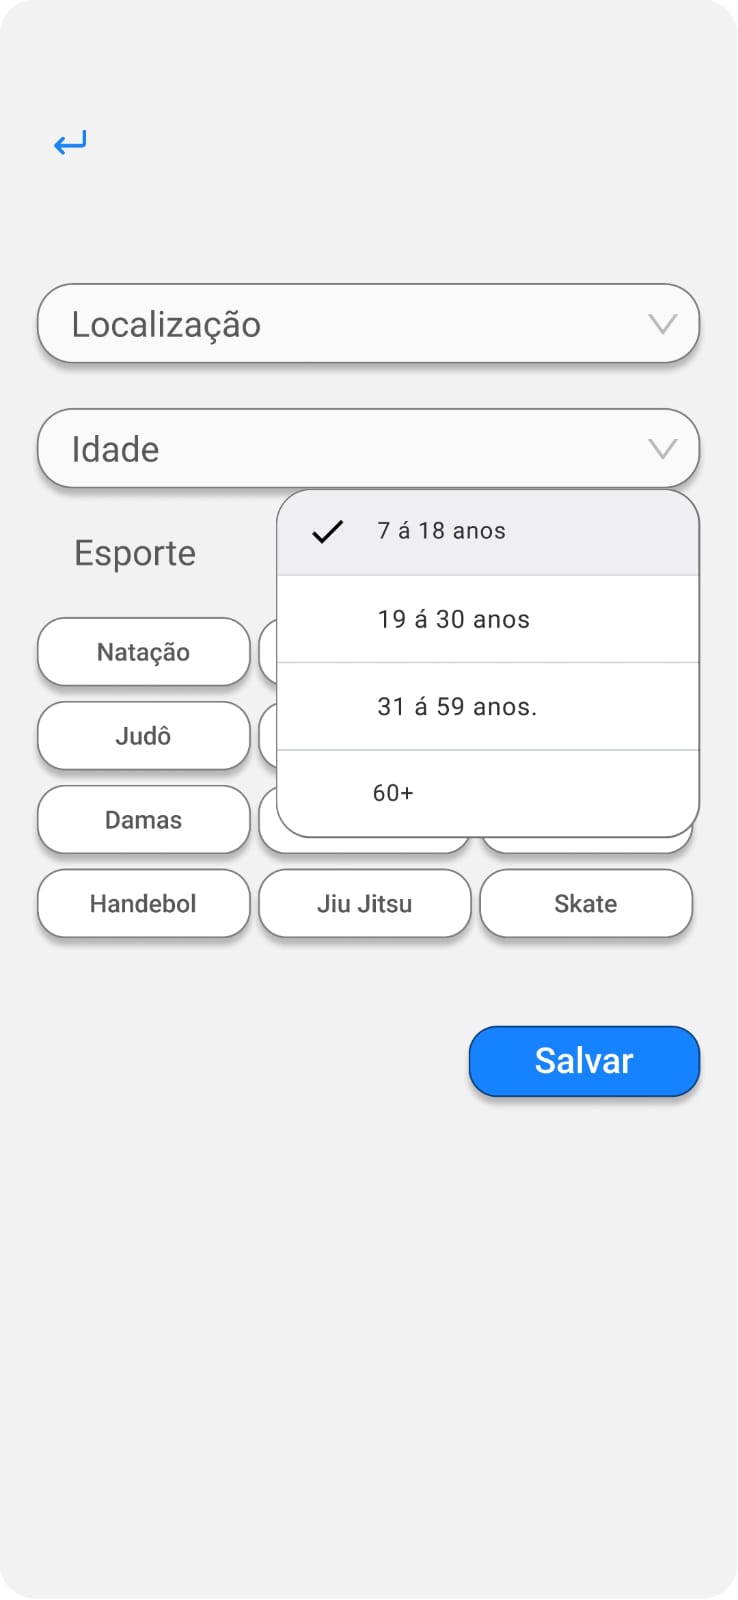 Localização
Idade
7 á 18 anos
Esporte
19 á 30 anos
Natação
31 á 59 anos.
Judô
60+
Damas
Handebol Jiu Jitsu Skate
Salvar